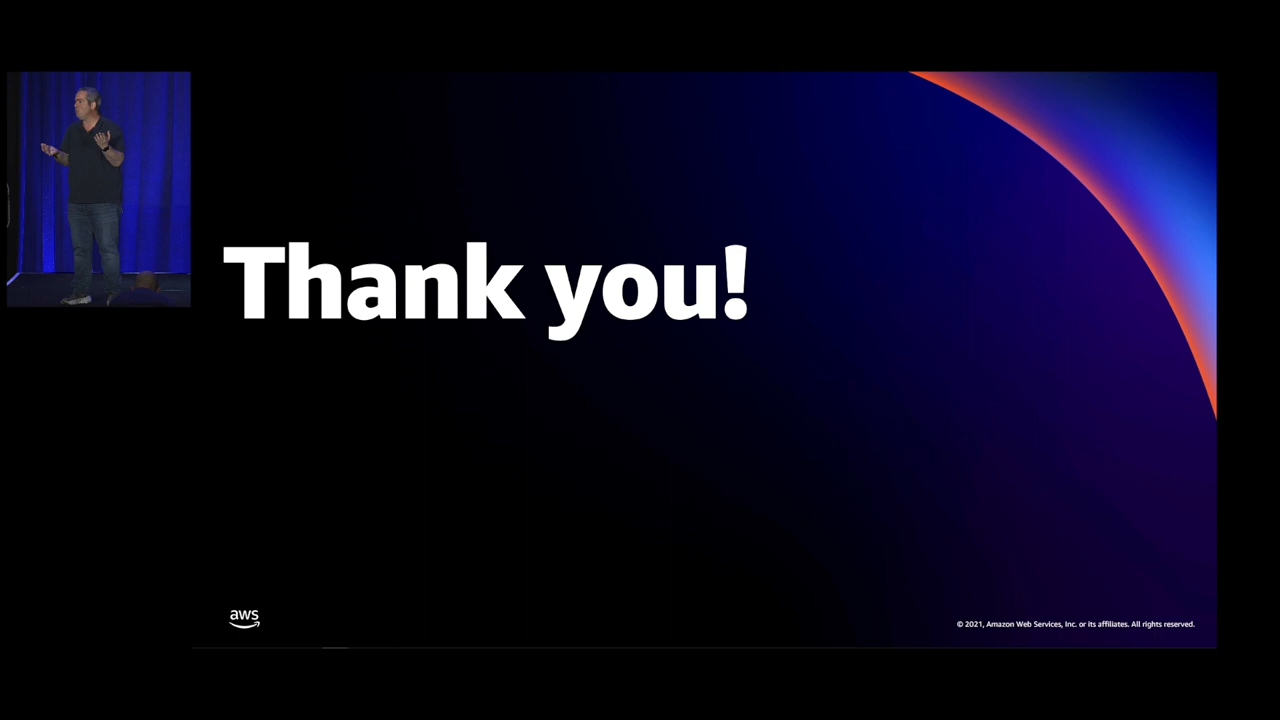 Thank you!
aws
© 2021, Amazon Web Services, Inc. or its affiliates. All rights reserved.